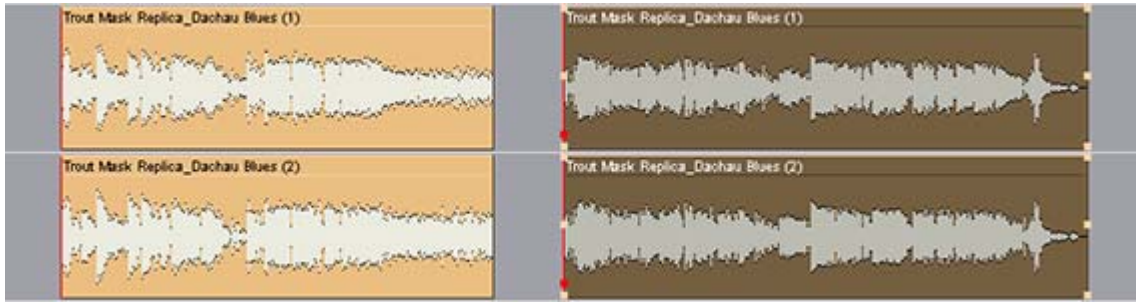 Trout Mask Replica_Dachau Blues (1)
Trout Mask Replica_Dachau Blues (1)
Trout Mask Replica_Dachau Blues (2)
Trout Mask Replica_Dachau Blues (2)